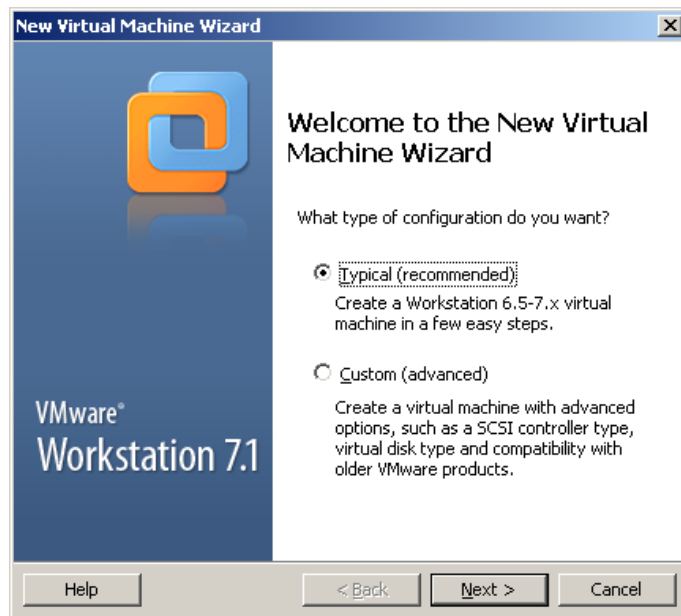 New Virtual Machine Wizard
Welcome to the New Virtual
Machine Wizard
What type of configuration do you want?
Typical (recommended)
Create a Workstation 6.5-7.x virtual
machine in a few easy steps.
Custom (advanced)
Create a virtual machine with advanced
options, such as a SCSI controller type,
virtual disk type and compatibility with
older VMware products.
VMware®
Workstation 7.1
Help
< Back
Next >
Cancel